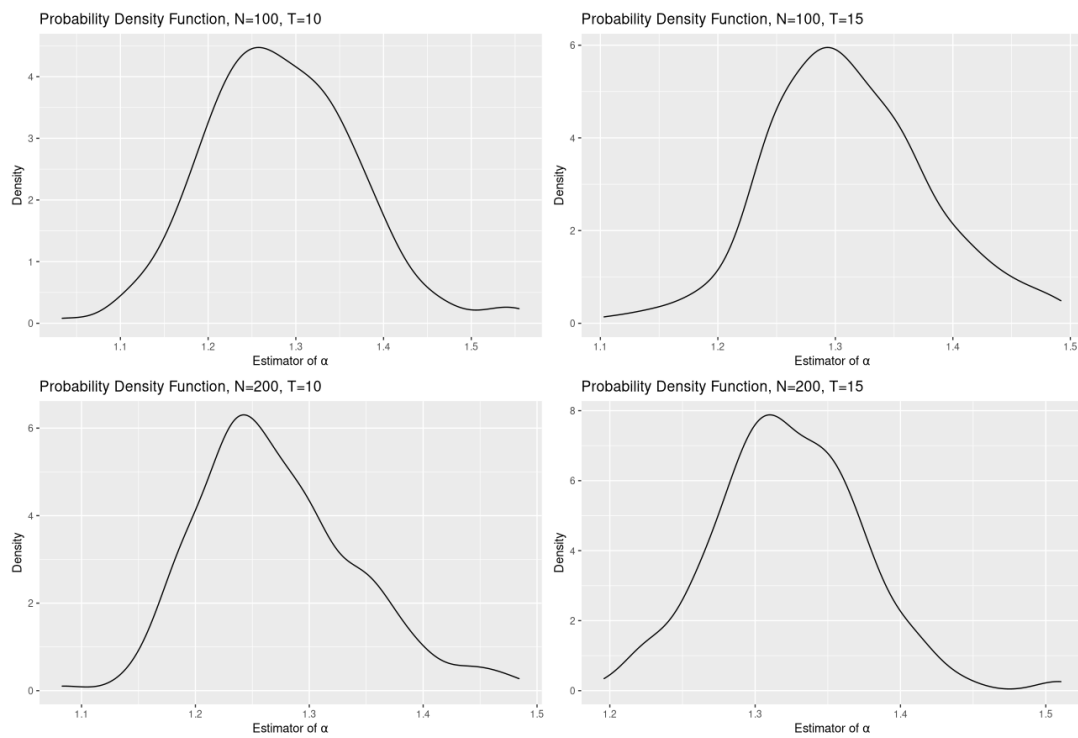 Probability Density Function, N=100, T=10
Density
4
3
2
1
0
1.1 1.2 1.3 1.4 1.5
Estimator of α
Probability Density Function, N=100, T=15
Density
6
4
2
0
1.1 1.2 1.3 1.4 1.5
Estimator of α
Probability Density Function, N=200, T=10
Density
6
4
2
0
1.1 1.2 1.3 1.4 1.5
Estimator of α
Probability Density Function, N=200, T=15
Density
8
6
4
2
0
1.2 1.3 1.4 1.5
Estimator of α